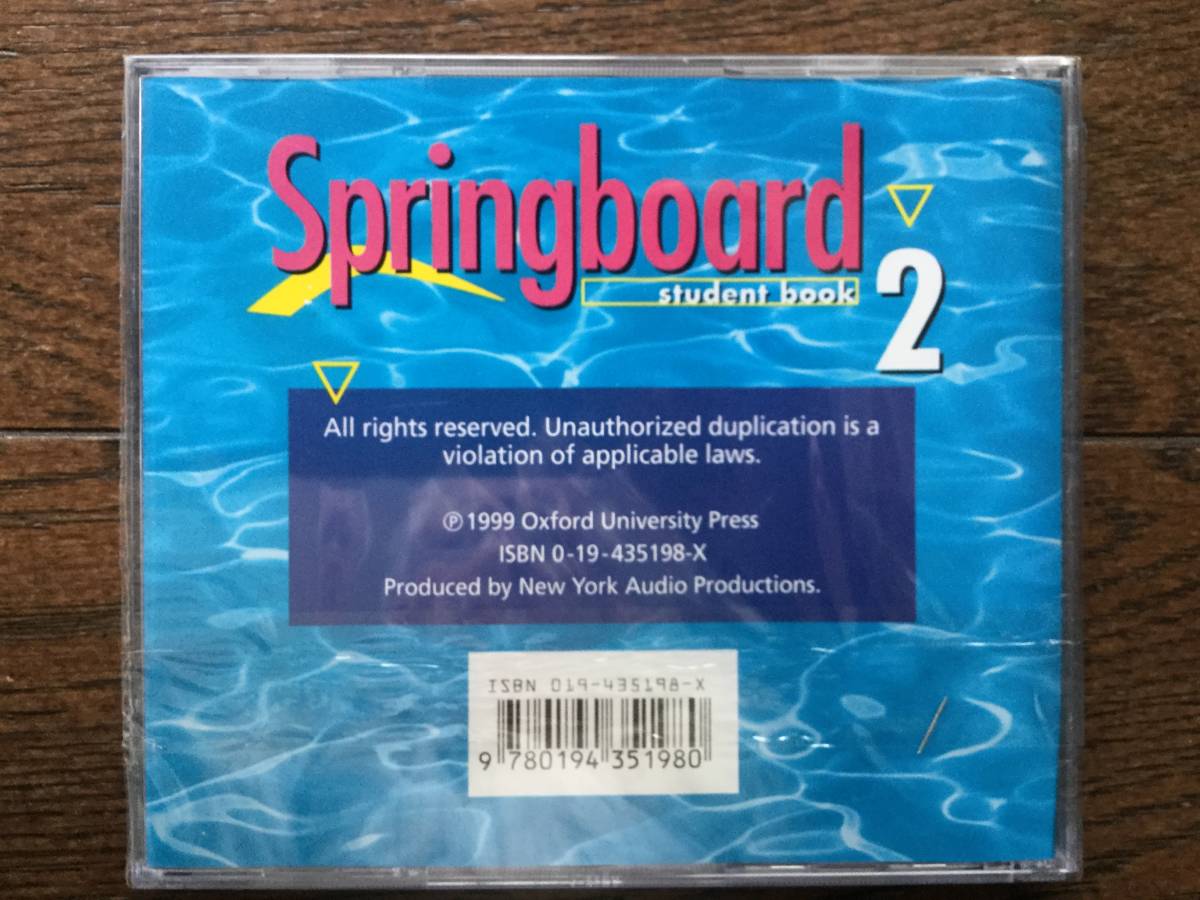 Springboard
student book
2
All rights reserved. Unauthorized duplication is a
violation of applicable laws.
℗ 1999 Oxford University Press
ISBN 0-19-435198-X
Produced by New York Audio Productions.
ISBN 019-435198-X
9 780194 351980